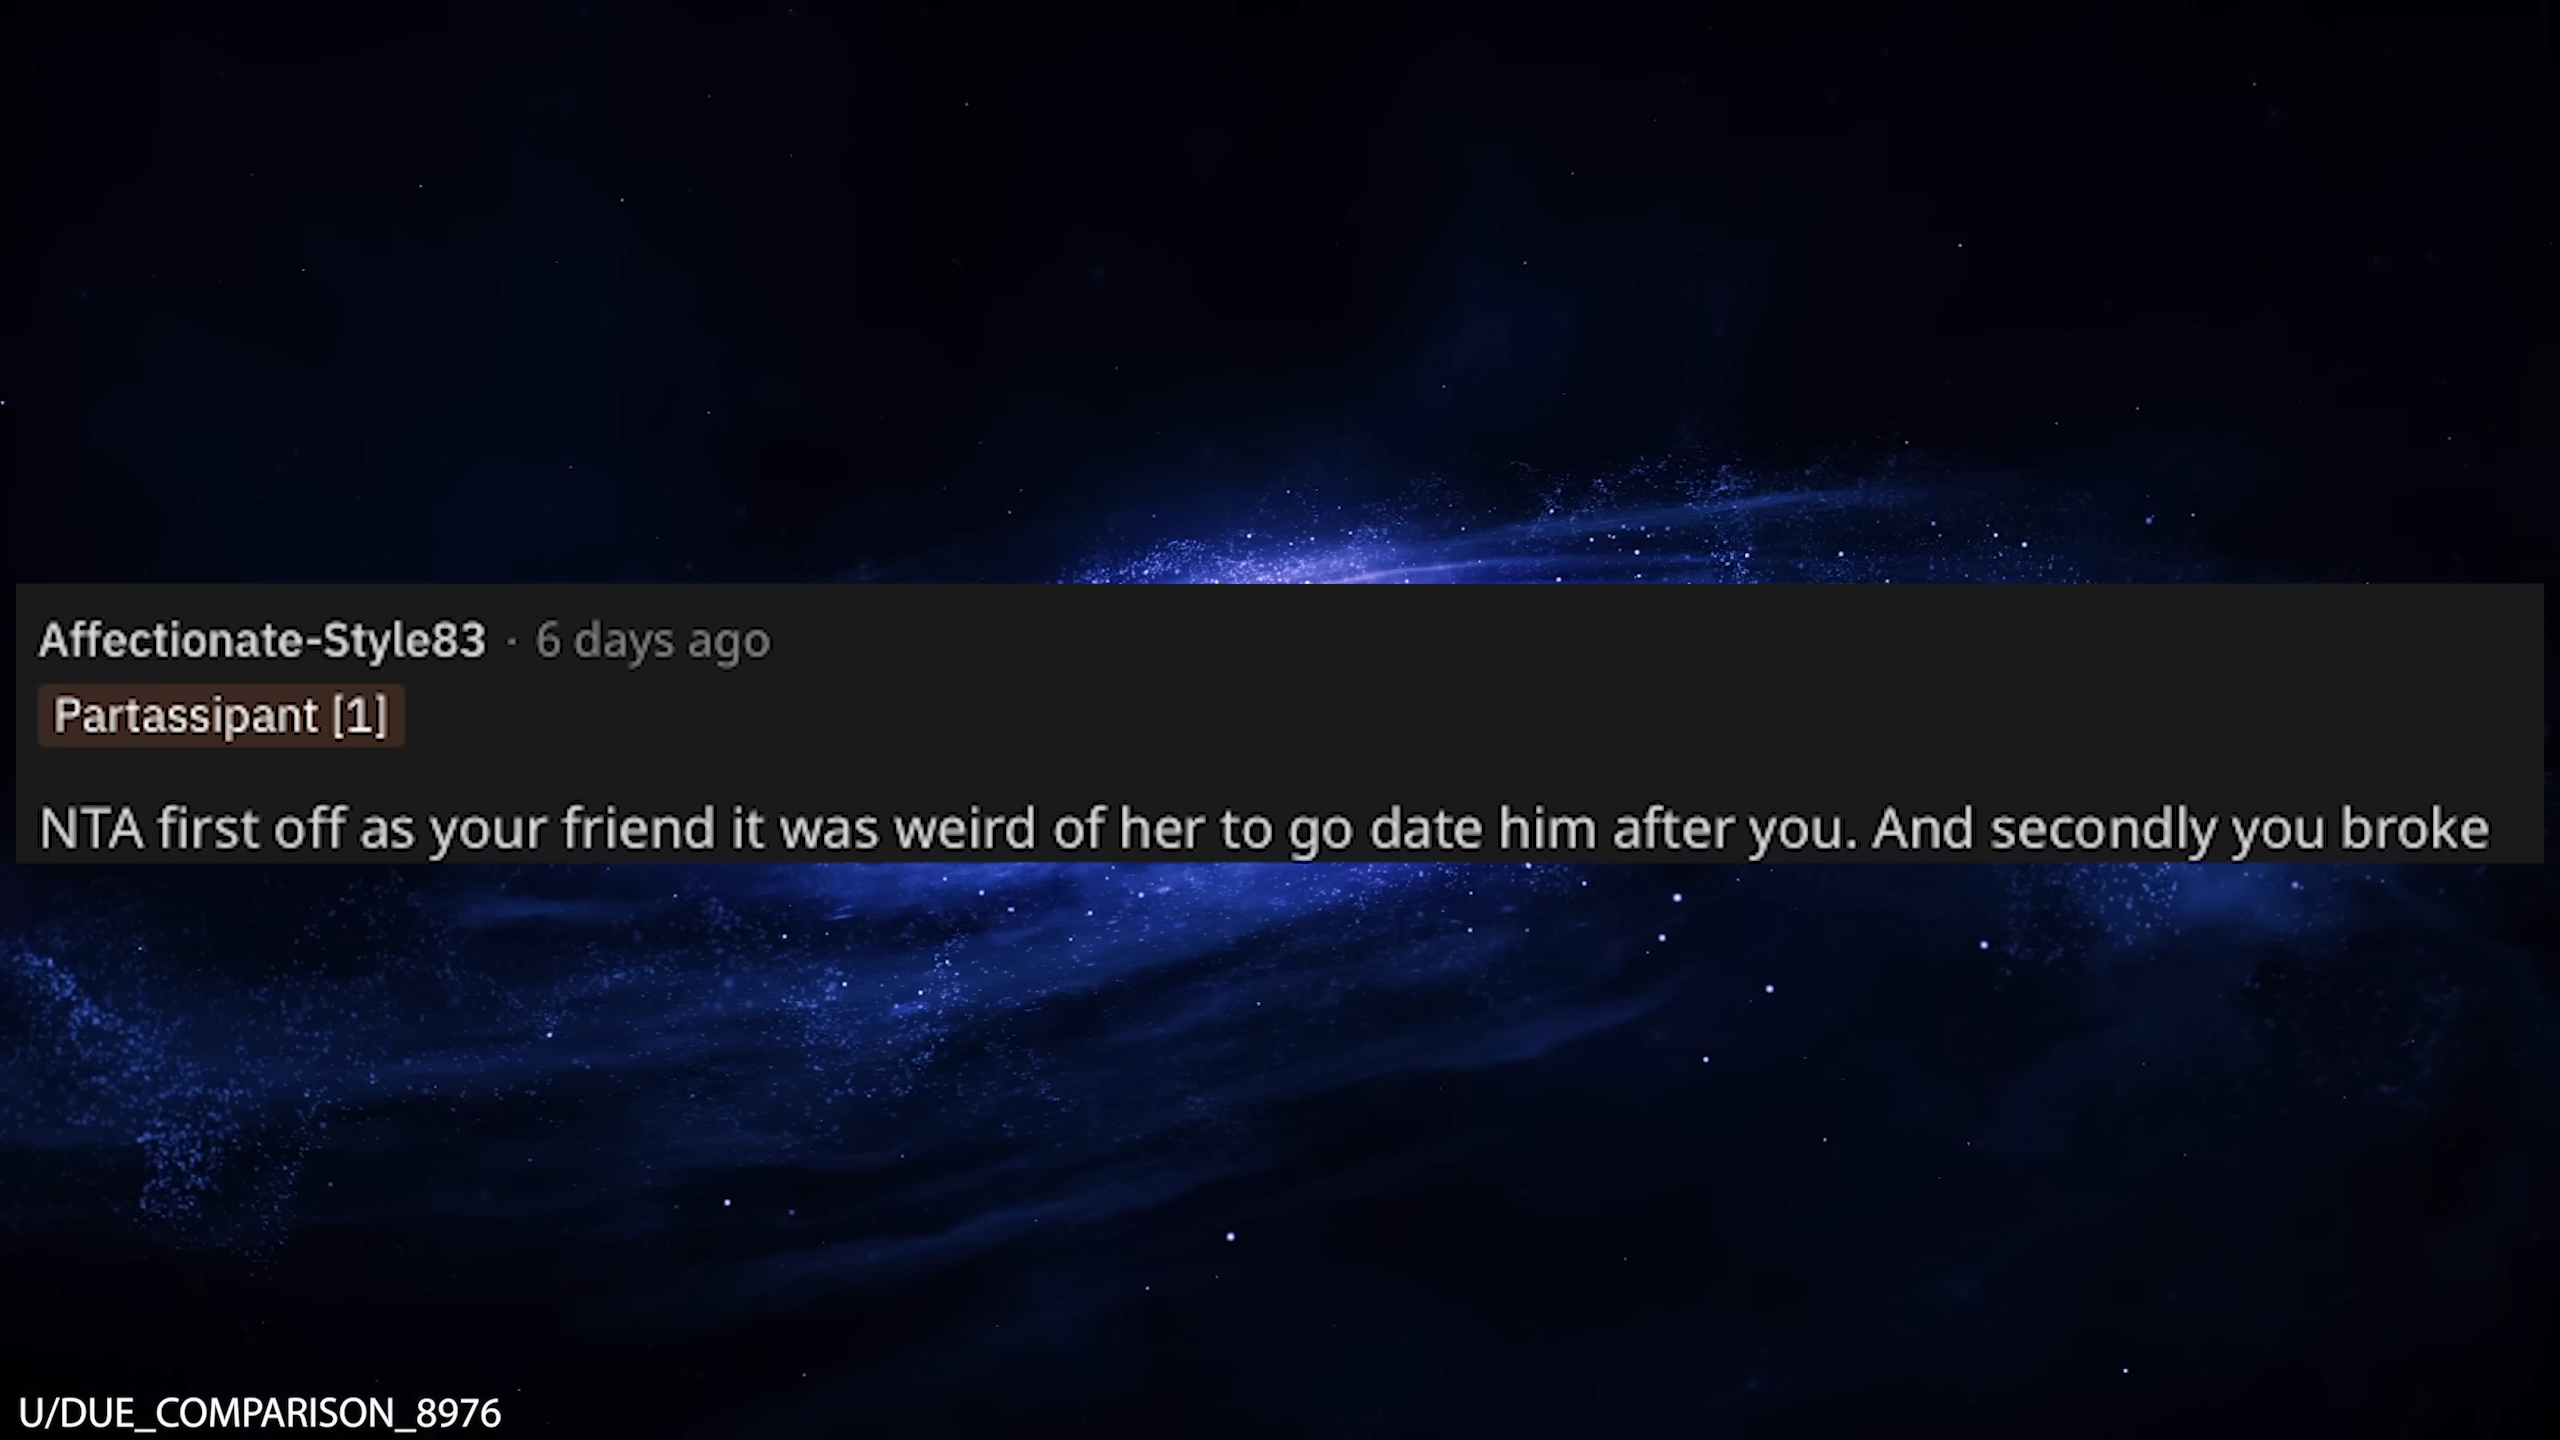 Affectionate-Style83 · 6 days ago
Partassipant [1]
NTA first off as your friend it was weird of her to go date him after you. And secondly you broke
U/DUE_COMPARISON_8976